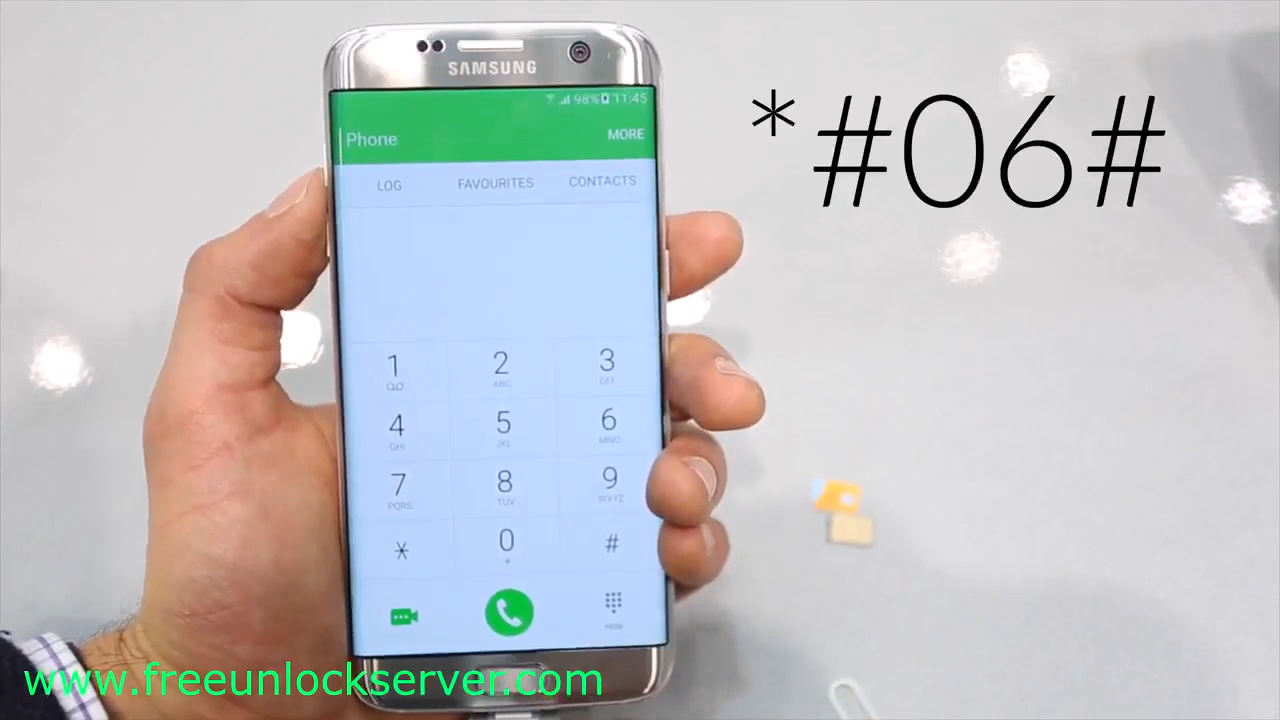 SAMSUNG
98% 11:45
Phone MORE
LOG FAVOURITES CONTACTS
*#06#
1 2 3
ABC DEF
4 5 6
GHI JKL MNO
7 8 9
PQRS TUV WXYZ
* 0 #
+
www.freeunlockserver.com